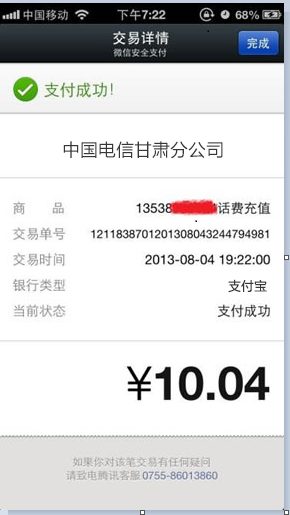 中国移动 下午7:22 68%
交易详情
微信安全支付
完成
支付成功!
中国电信甘肃分公司
商 品 13538 话费充值
交易单号 1211838701201308043244794981
交易时间 2013-08-04 19:22:00
银行类型 支付宝
当前状态 支付成功
¥10.04
如果你对该笔交易有任何疑问
请致电腾讯客服 0755-86013860